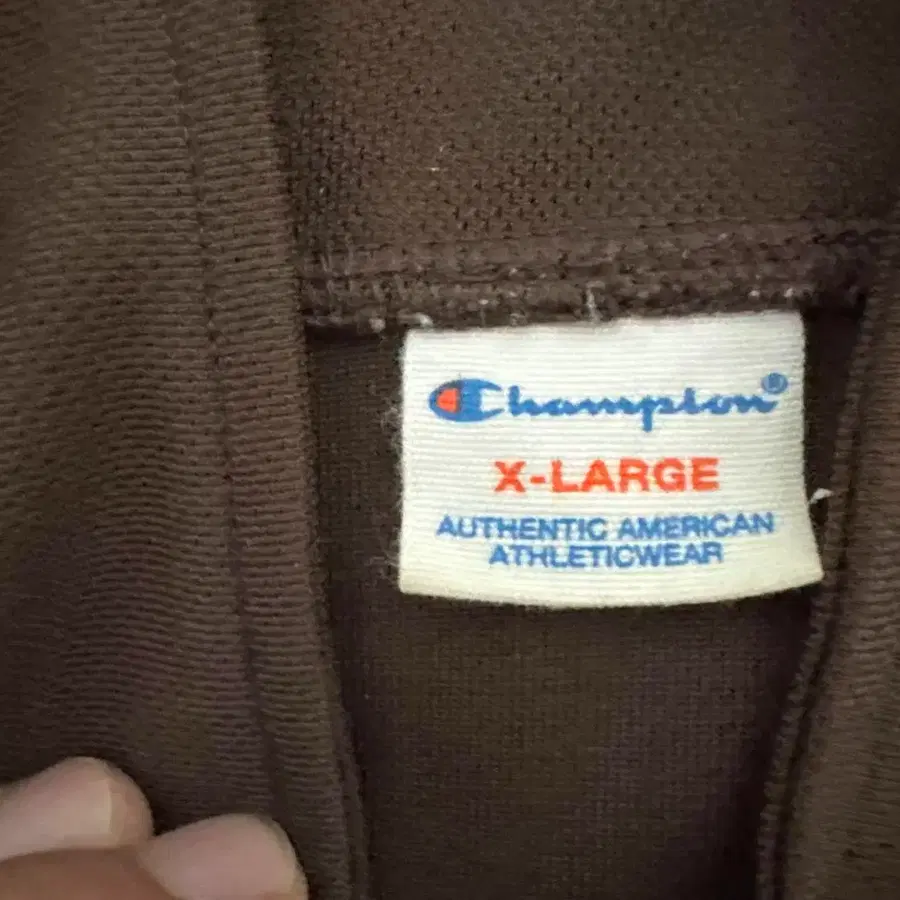 Champion®
X-LARGE
AUTHENTIC AMERICAN
ATHLETICWEAR